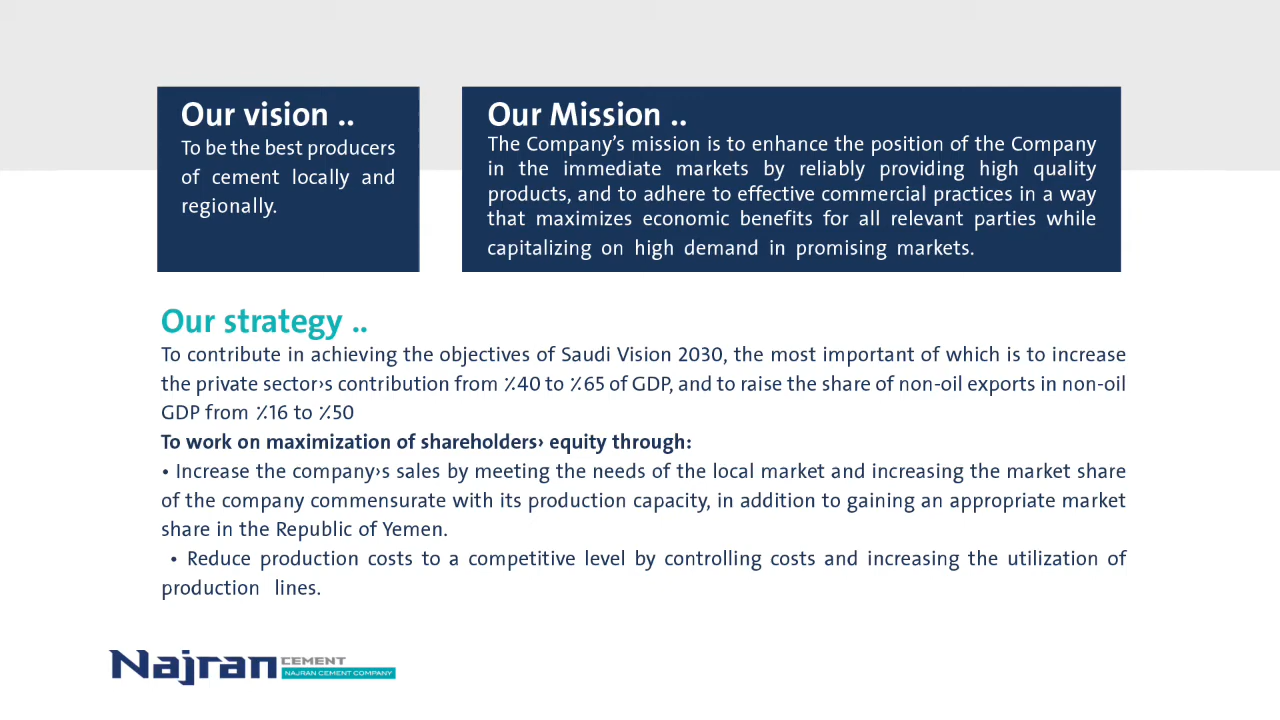 Our vision ..
To be the best producers
of cement locally and
regionally.
Our Mission ..
The Company's mission is to enhance the position of the Company
in the immediate markets by reliably providing high quality
products, and to adhere to effective commercial practices in a way
that maximizes economic benefits for all relevant parties while
capitalizing on high demand in promising markets.
Our strategy ..
To contribute in achieving the objectives of Saudi Vision 2030, the most important of which is to increase
the private sector›s contribution from ٪40 to ٪65 of GDP, and to raise the share of non-oil exports in non-oil
GDP from ٪16 to ٪50
To work on maximization of shareholders› equity through:
• Increase the company›s sales by meeting the needs of the local market and increasing the market share
of the company commensurate with its production capacity, in addition to gaining an appropriate market
share in the Republic of Yemen.
• Reduce production costs to a competitive level by controlling costs and increasing the utilization of
production lines.
Najran CEMENT
NAJRAN CEMENT COMPANY